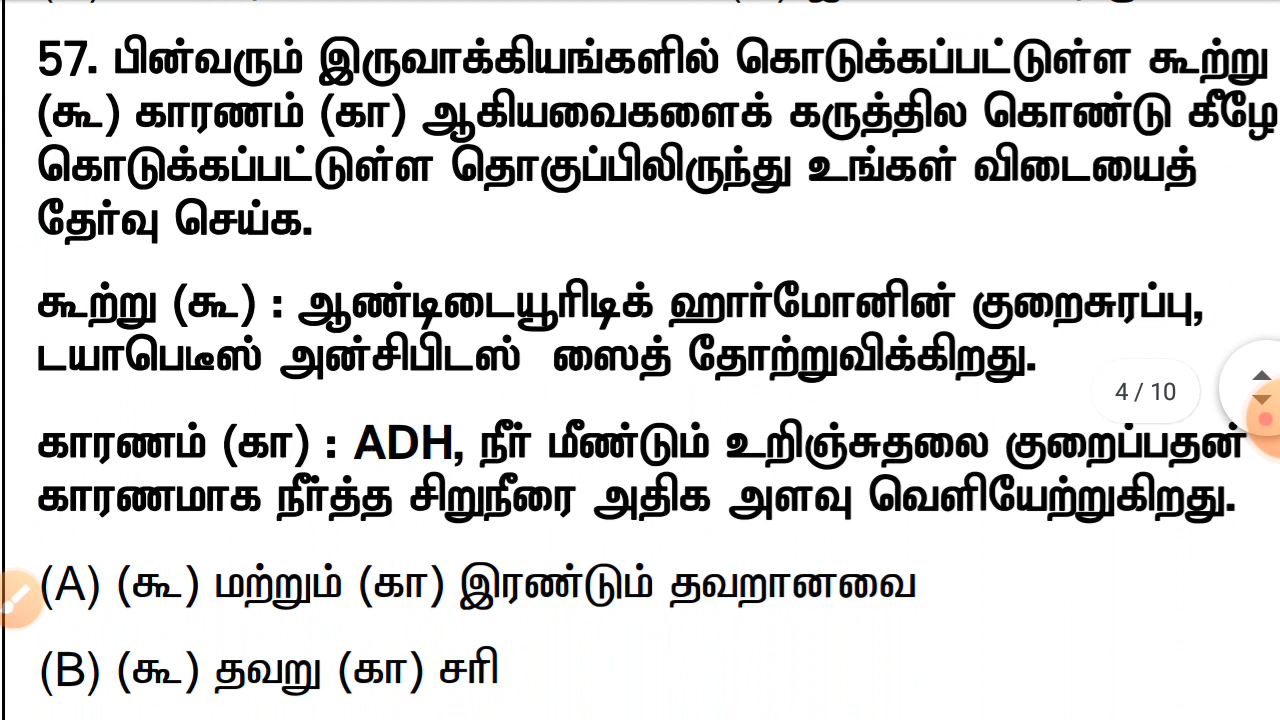 57. பின்வரும் இருவாக்கியங்களில் கொடுக்கப்பட்டுள்ள கூற்று
(கூ) காரணம் (கா) ஆகியவைகளைக் கருத்தில கொண்டு கீழே
கொடுக்கப்பட்டுள்ள தொகுப்பிலிருந்து உங்கள் விடையைத்
தேர்வு செய்க.
கூற்று (கூ) : ஆண்டிடையூரிடிக் ஹார்மோனின் குறைசுரப்பு,
டயாபெடீஸ் அன்சிபிடஸ் ஸைத் தோற்றுவிக்கிறது.
4 / 10
காரணம் (கா) : ADH, நீர் மீண்டும் உறிஞ்சுதலை குறைப்பதன்
காரணமாக நீர்த்த சிறுநீரை அதிக அளவு வெளியேற்றுகிறது.
(A) (கூ) மற்றும் (கா) இரண்டும் தவறானவை
(B) (கூ) தவறு (கா) சரி